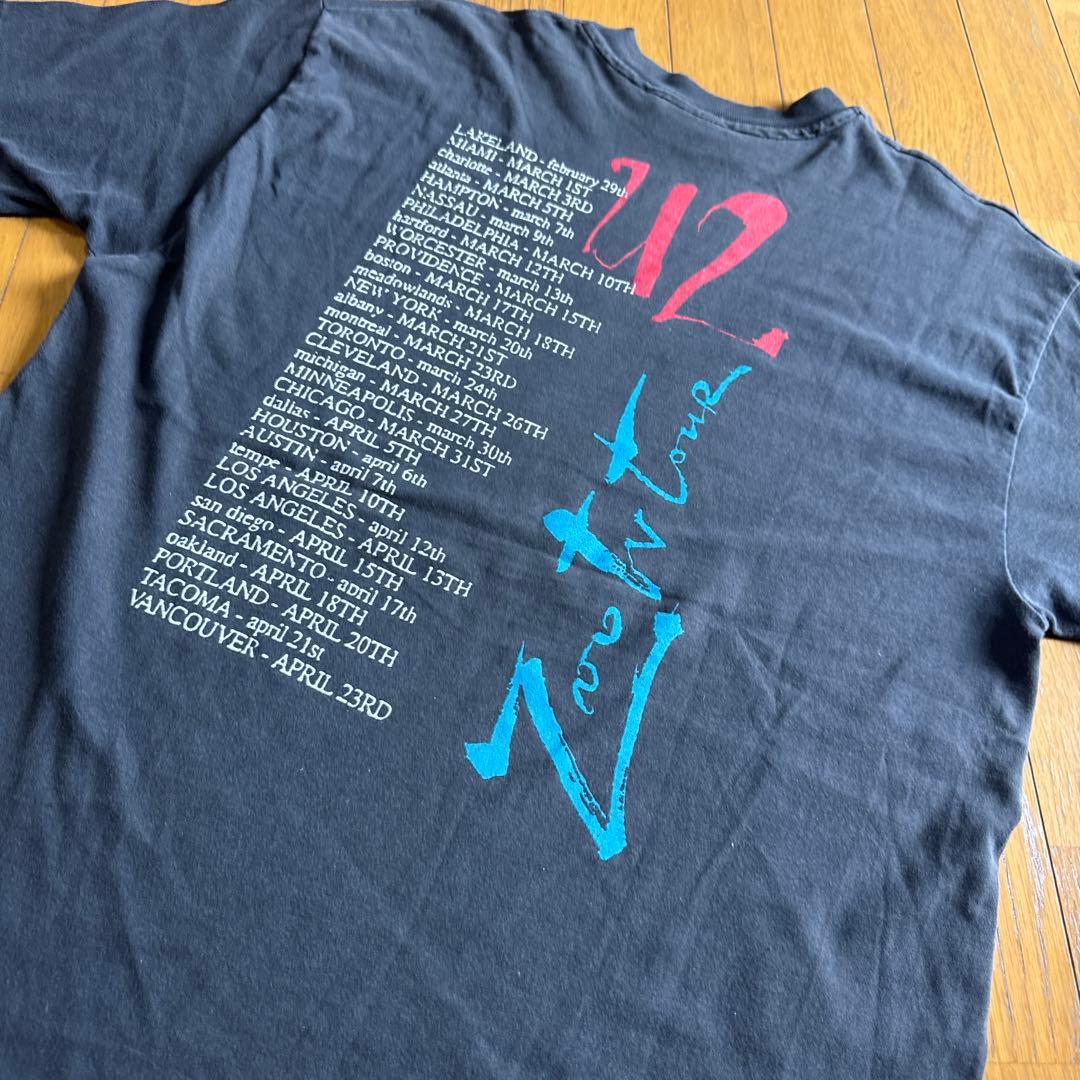 LAKELAND - february 29th
MIAMI - MARCH 1ST
charlotte - MARCH 3RD
atlanta - MARCH 5TH
HAMPTON - march 7th
NASSAU - march 9th
PHILADELPHIA - MARCH 10TH
hartford - MARCH 12TH
WORCESTER - march 13th
PROVIDENCE - MARCH 15TH
boston - MARCH 17TH
meadowlands - MARCH 18TH
NEW YORK - march 20th
albany - MARCH 21ST
montreal - MARCH 23RD
TORONTO - march 24th
CLEVELAND - MARCH 26TH
michigan - MARCH 27TH
MINNEAPOLIS - march 30th
CHICAGO - MARCH 31ST
dallas - APRIL 5TH
HOUSTON - april 6th
AUSTIN - april 7th
tempe - APRIL 10TH
LOS ANGELES - april 12th
LOS ANGELES - APRIL 13TH
san diego - APRIL 15TH
SACRAMENTO - april 17th
oakland - APRIL 18TH
PORTLAND - APRIL 20TH
TACOMA - april 21st
VANCOUVER - APRIL 23RD
U2
Zoo TV Tour